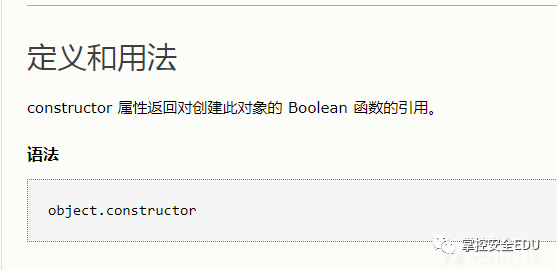 定义和用法
constructor 属性返回对创建此对象的 Boolean 函数的引用。
语法
object.constructor
掌控安全EDU